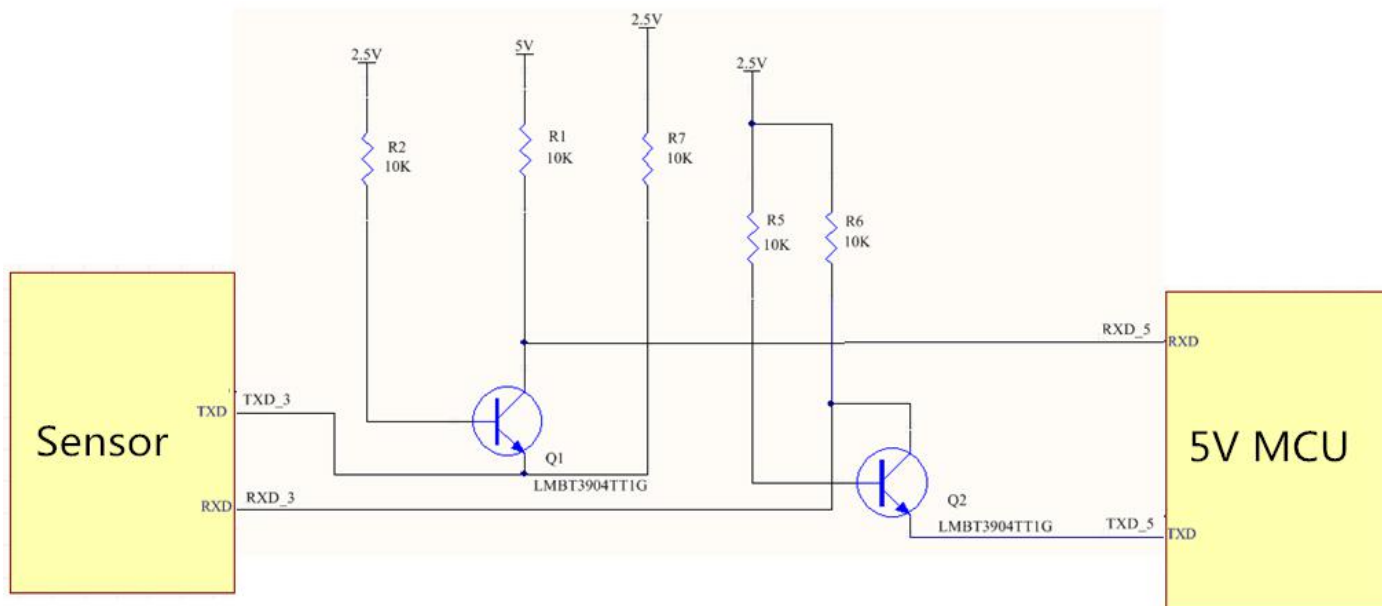 2.5V
5V
2.5V
2.5V
R2
10K
R1
10K
R7
10K
R5
10K
R6
10K
RXD_5
RXD
TXD
TXD_3
Sensor
5V MCU
Q1
LMBT3904TT1G
RXD
RXD_3
Q2
LMBT3904TT1G
TXD_5
TXD